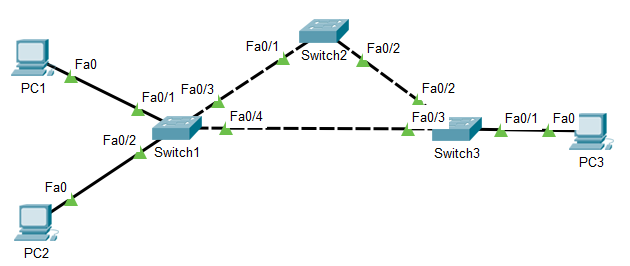 Fa0/1
Fa0/2
Switch2
Fa0
PC1
Fa0/3
Fa0/1
Fa0/2
Fa0/4
Fa0/3
Fa0/1
Fa0
Fa0/2
Switch1
Switch3
PC3
Fa0
PC2